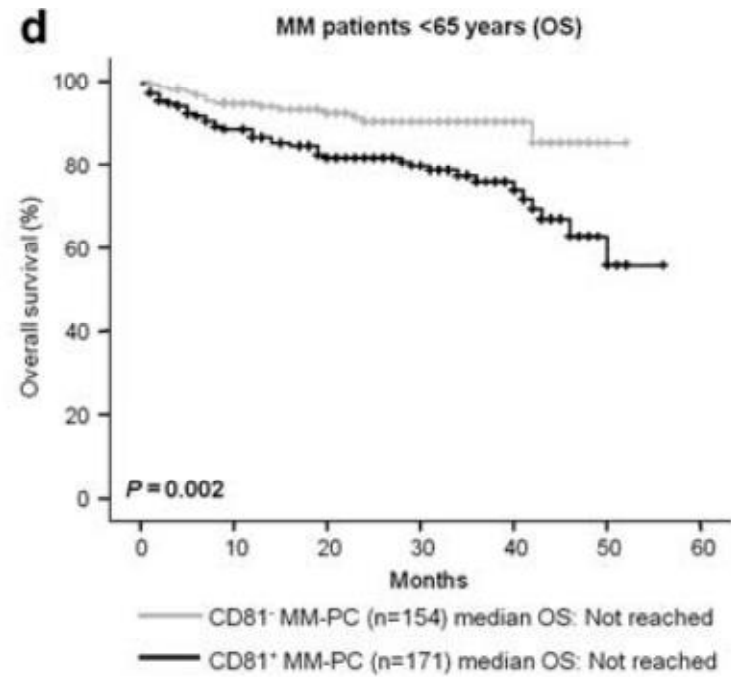 d
MM patients <65 years (OS)
Overall survival (%)
100
80
60
40
20
0
P = 0.002
0 10 20 30 40 50 60
Months
CD81⁻ MM-PC (n=154) median OS: Not reached
CD81⁺ MM-PC (n=171) median OS: Not reached